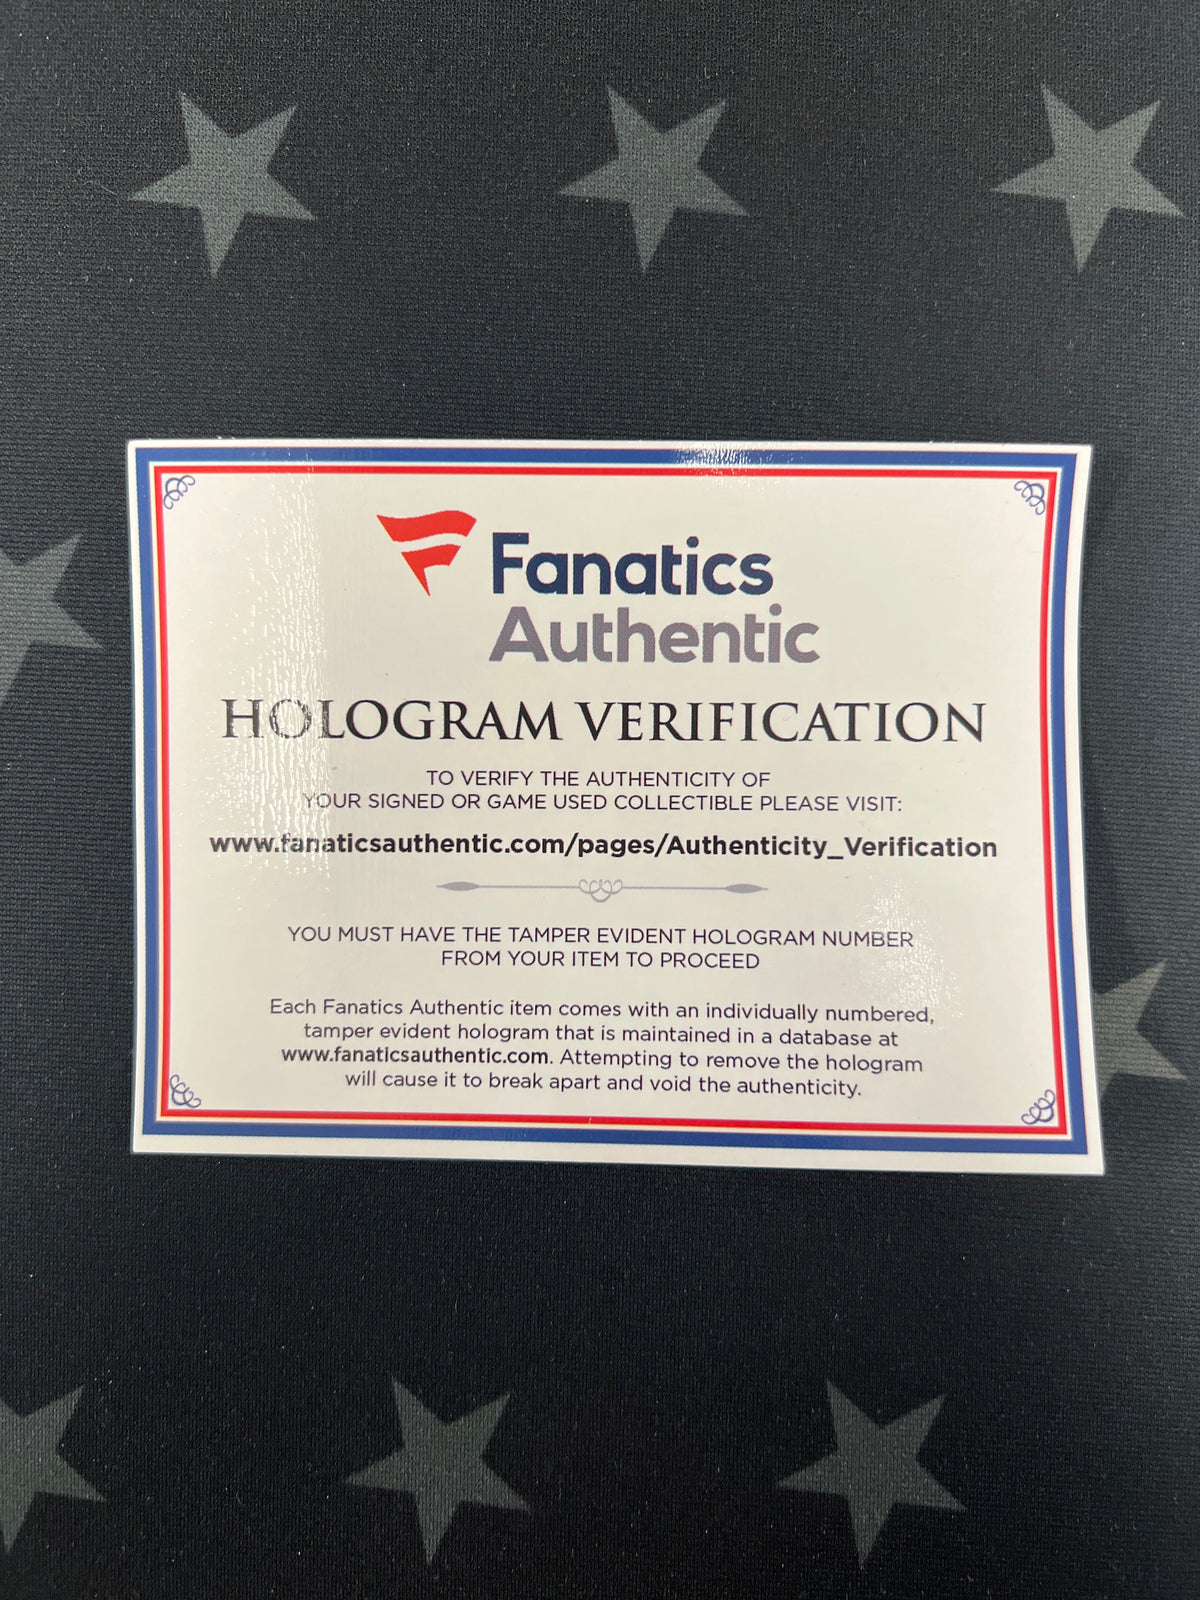 Fanatics
Authentic
HOLOGRAM VERIFICATION
TO VERIFY THE AUTHENTICITY OF
YOUR SIGNED OR GAME USED COLLECTIBLE PLEASE VISIT:
www.fanaticsauthentic.com/pages/Authenticity_Verification
YOU MUST HAVE THE TAMPER EVIDENT HOLOGRAM NUMBER
FROM YOUR ITEM TO PROCEED
Each Fanatics Authentic item comes with an individually numbered,
tamper evident hologram that is maintained in a database at
www.fanaticsauthentic.com. Attempting to remove the hologram
will cause it to break apart and void the authenticity.